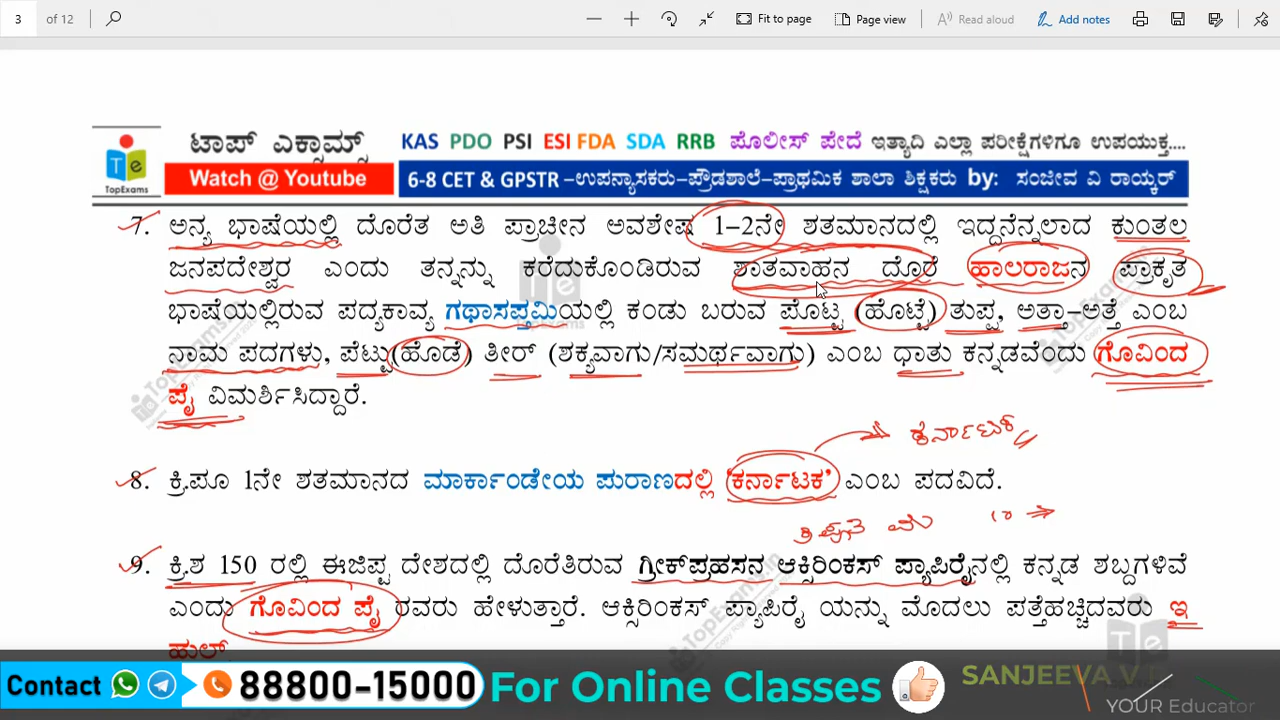 3 of 12 Fit to page Page view Read aloud Add notes
ಟಾಪ್ ಎಕ್ಸಾಮ್ಸ್ KAS PDO PSI ESI FDA SDA RRB ಪೊಲೀಸ್ ಪೇದೆ ಇತ್ಯಾದಿ ಎಲ್ಲಾ ಪರೀಕ್ಷೆಗಳಿಗೂ ಉಪಯುಕ್ತ....
TopExams Watch @ Youtube 6-8 CET & GPSTR –ಉಪನ್ಯಾಸಕರು–ಪ್ರೌಢಶಾಲೆ–ಪ್ರಾಥಮಿಕ ಶಾಲಾ ಶಿಕ್ಷಕರು by: ಸಂಜೀವ ವಿ ರಾಯ್ಕರ್
7. ಅನ್ಯ ಭಾಷೆಯಲ್ಲಿ ದೊರೆತ ಅತಿ ಪ್ರಾಚೀನ ಅವಶೇಷ 1–2ನೇ ಶತಮಾನದಲ್ಲಿ ಇದ್ದನೆನ್ನಲಾದ ಕುಂತಲ
ಜನಪದೇಶ್ವರ ಎಂದು ತನ್ನನ್ನು ಕರೆದುಕೊಂಡಿರುವ ಶಾತವಾಹನ ದೊರೆ ಹಾಲರಾಜನ ಪ್ರಾಕೃತ
ಭಾಷೆಯಲ್ಲಿರುವ ಪದ್ಯಕಾವ್ಯ ಗಥಾಸಪ್ತಮಿಯಲ್ಲಿ ಕಂಡು ಬರುವ ಪೊಟ್ಟ (ಹೊಟ್ಟೆ) ತುಪ್ಪ, ಅತ್ತಾ–ಅತ್ತೆ ಎಂಬ
ನಾಮ ಪದಗಳು, ಪೆಟ್ಟು(ಹೊಡೆ) ತೀರ್ (ಶಕ್ಯವಾಗು/ಸಮರ್ಥವಾಗು) ಎಂಬ ಧಾತು ಕನ್ನಡವೆಂದು ಗೊವಿಂದ
ಪೈ ವಿಮರ್ಶಿಸಿದ್ದಾರೆ.
ಕರ್ನಾಟಕ
8. ಕ್ರಿ.ಪೂ 1ನೇ ಶತಮಾನದ ಮಾರ್ಕಾಂಡೇಯ ಪುರಾಣದಲ್ಲಿ 'ಕರ್ನಾಟಕ' ಎಂಬ ಪದವಿದೆ.
9. ಕ್ರಿ.ಶ 150 ರಲ್ಲಿ ಈಜಿಪ್ಟ ದೇಶದಲ್ಲಿ ದೊರೆತಿರುವ ಗ್ರೀಕ್‌ಪ್ರಹಸನ ಆಕ್ಸಿರಿಂಕಸ್ ಪ್ಯಾಪಿರೈನಲ್ಲಿ ಕನ್ನಡ ಶಬ್ದಗಳಿವೆ
ಎಂದು ಗೊವಿಂದ ಪೈ ರವರು ಹೇಳುತ್ತಾರೆ. ಆಕ್ಸಿರಿಂಕಸ್ ಪ್ಯಾಪಿರೈ ಯನ್ನು ಮೊದಲು ಪತ್ತೆಹಚ್ಚಿದವರು ಇ
ಹುಲ್
Contact 88800-15000 For Online Classes SANJEEVA V
YOUR Educator